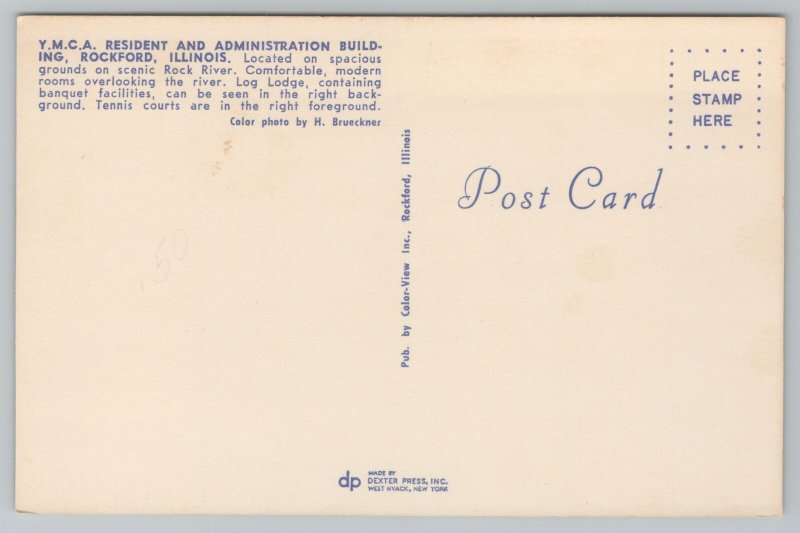 Y.M.C.A. RESIDENT AND ADMINISTRATION BUILD-
ING, ROCKFORD, ILLINOIS. Located on spacious
grounds on scenic Rock River. Comfortable, modern
rooms overlooking the river. Log Lodge, containing
banquet facilities, can be seen in the right back-
ground. Tennis courts are in the right foreground.
Color photo by H. Brueckner
50
Pub. by Color-View Inc., Rockford, Illinois
PLACE
STAMP
HERE
Post Card
dp
MADE BY
DEXTER PRESS, INC.
WEST NYACK, NEW YORK